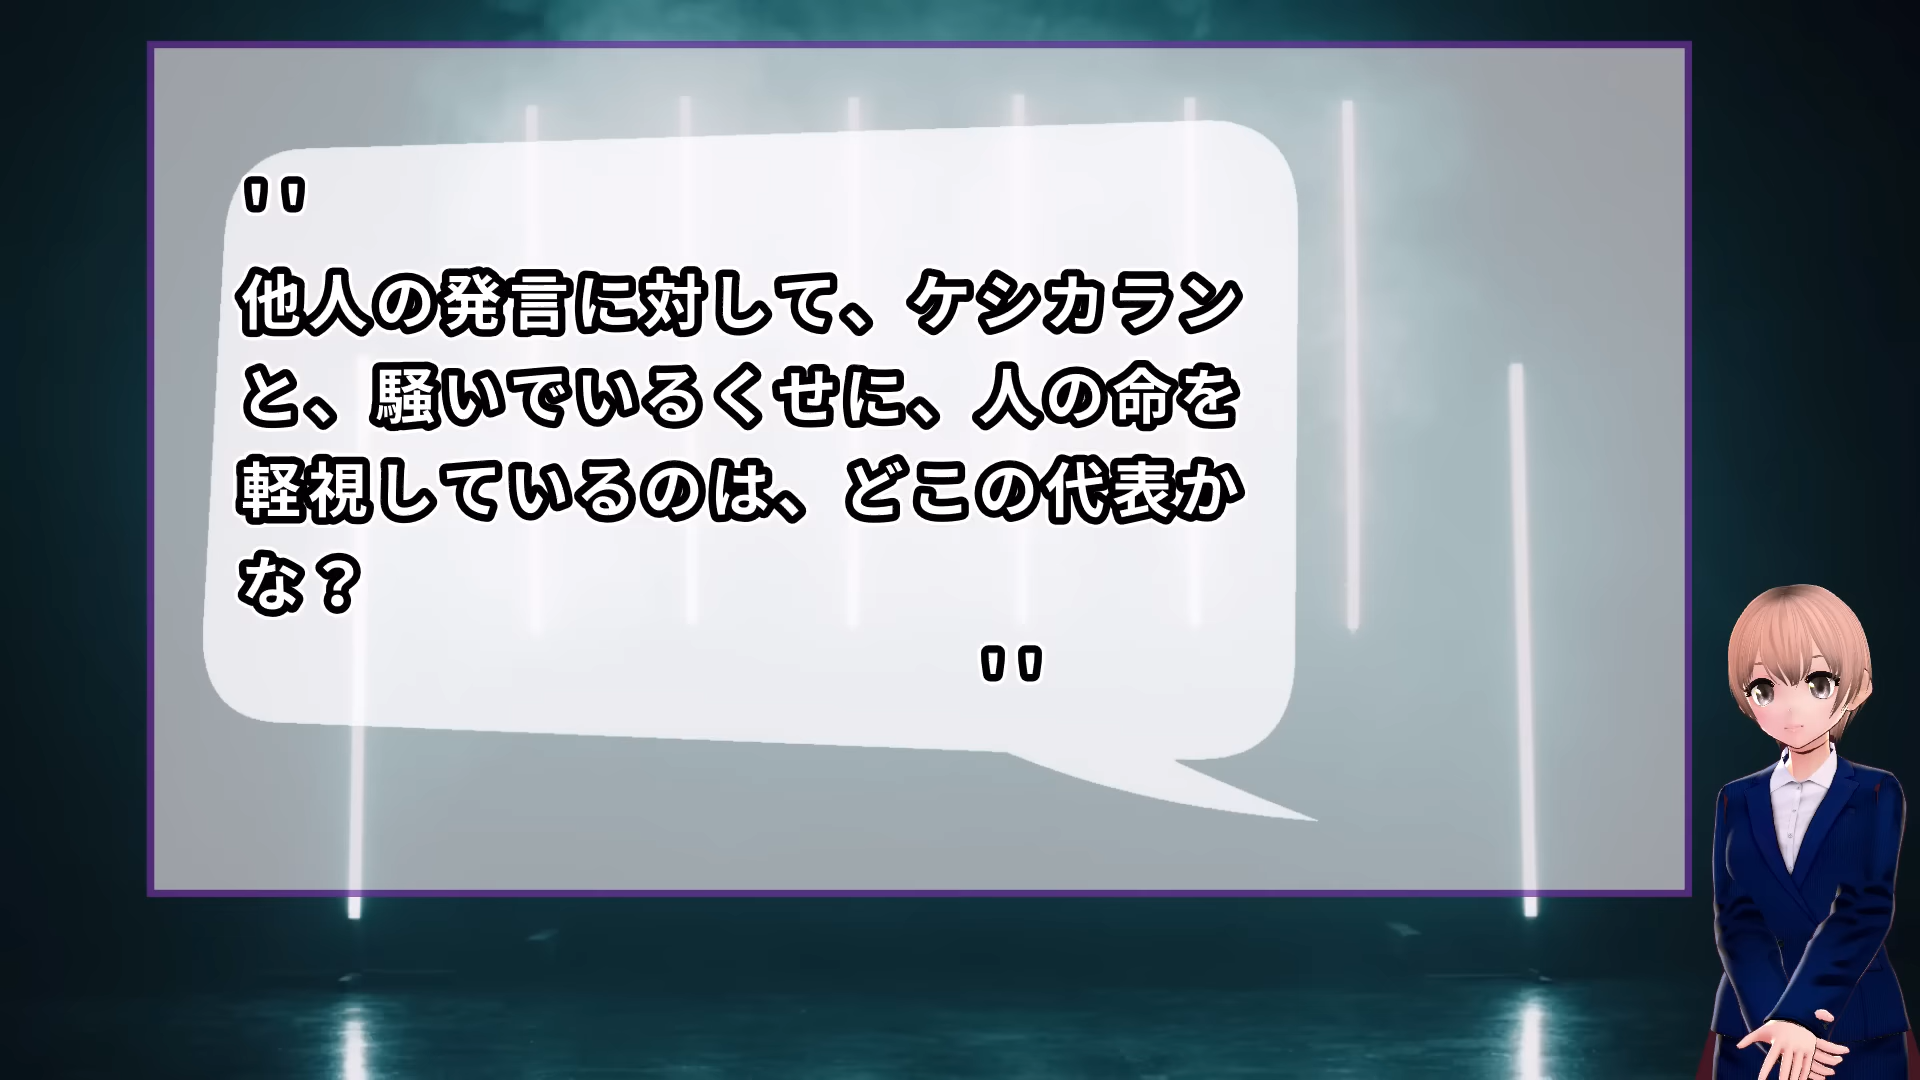 "
他人の発言に対して、ケシカラン
と、騒いでいるくせに、人の命を
軽視しているのは、どこの代表か
な？
"